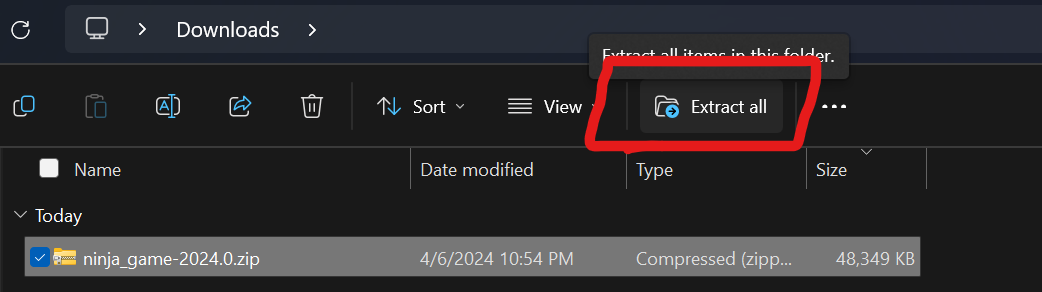 Downloads
Extract all items in this folder.
Sort View Extract all
Name Date modified Type Size
Today
ninja_game-2024.0.zip 4/6/2024 10:54 PM Compressed (zipp... 48,349 KB